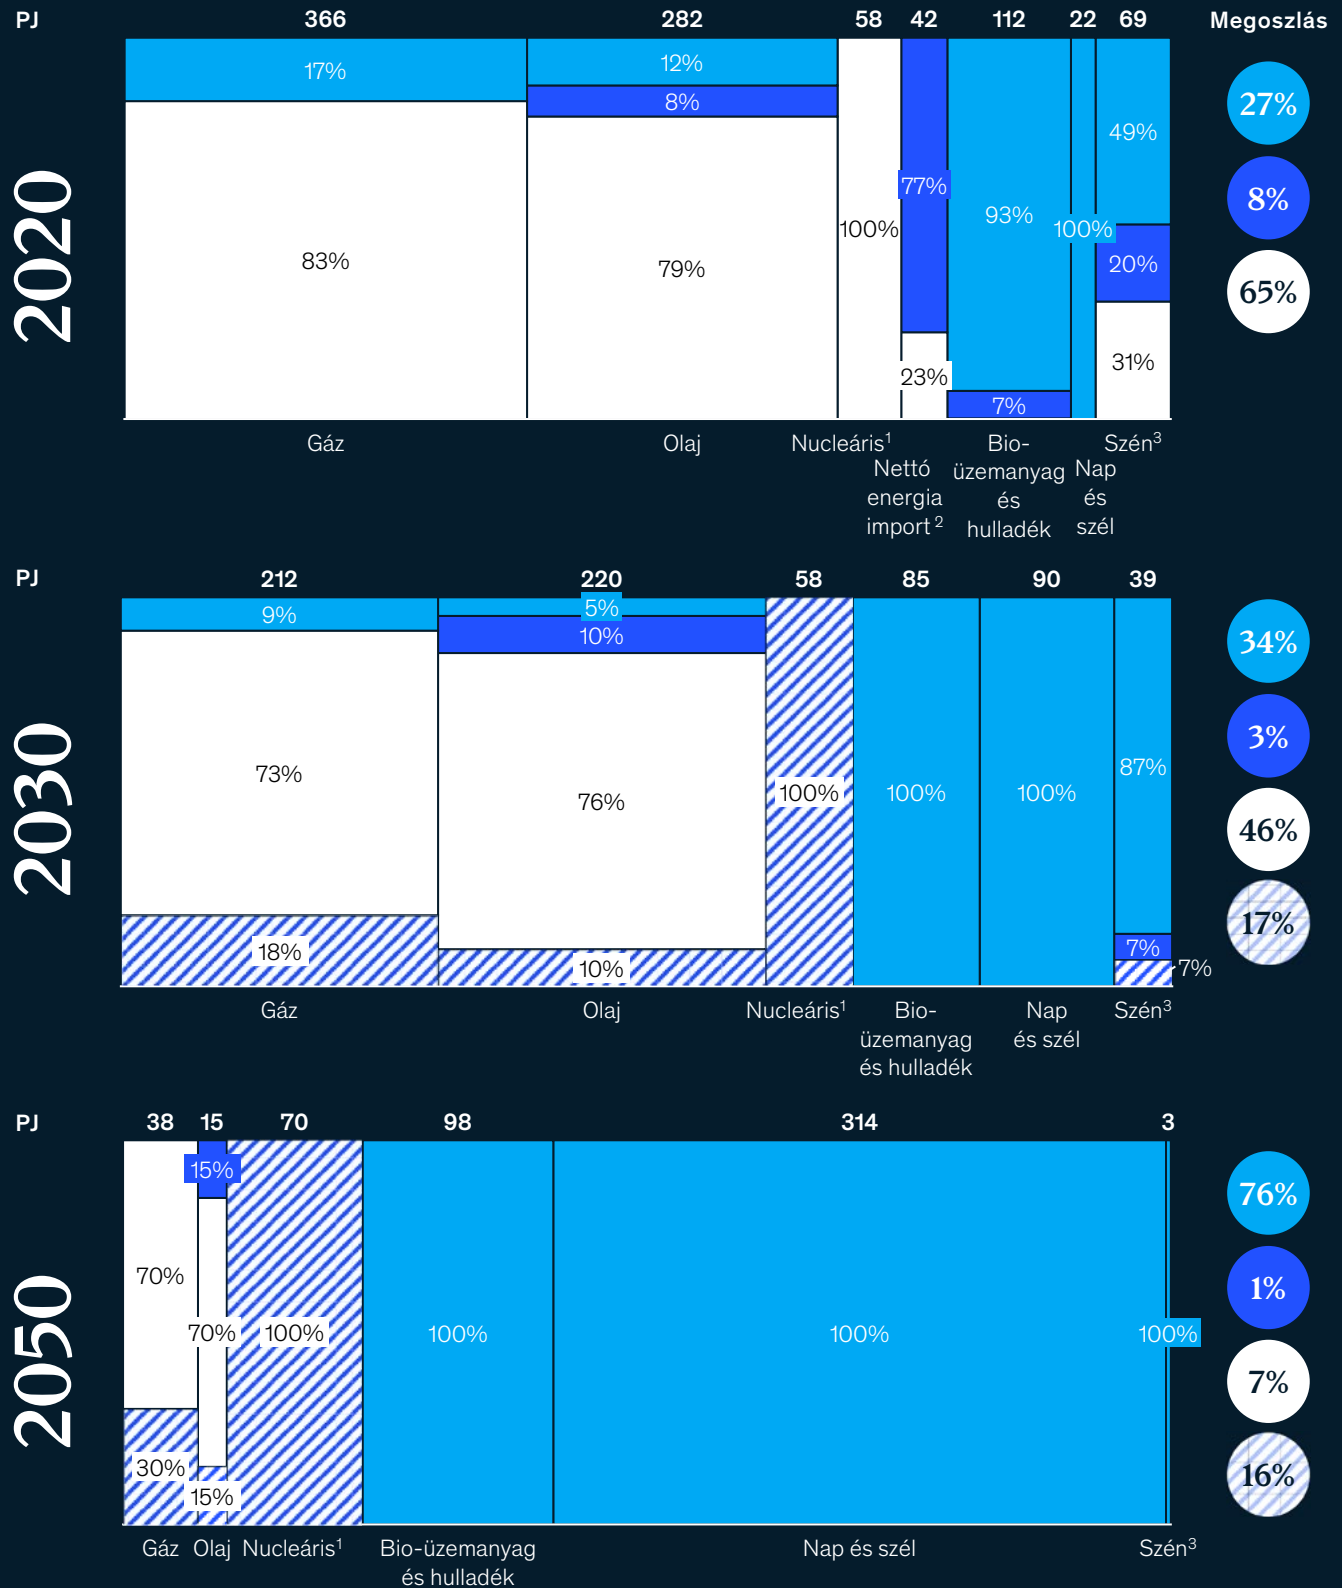 PJ 366 282 58 42 112 22 69 Megoszlás
2020
17% 12% 8% 83% 79% 100% 77% 23% 93% 7% 100% 49% 20% 31%
27%
8%
65%
Gáz Olaj Nucleáris¹ Nettó energia import² Bio-üzemanyag és hulladék Nap és szél Szén³
PJ 212 220 58 85 90 39
2030
9% 73% 18% 5% 10% 76% 10% 100% 100% 100% 87% 7% 7%
34%
3%
46%
17%
Gáz Olaj Nucleáris¹ Bio-üzemanyag és hulladék Nap és szél Szén³
PJ 38 15 70 98 314 3
2050
70% 30% 15% 70% 15% 100% 100% 100% 100%
76%
1%
7%
16%
Gáz Olaj Nucleáris¹ Bio-üzemanyag és hulladék Nap és szél Szén³